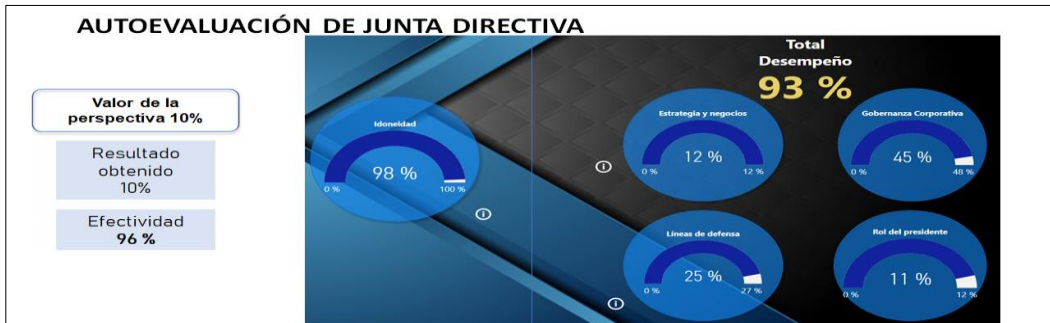 AUTOEVALUACIÓN DE JUNTA DIRECTIVA
Valor de la
perspectiva 10%
Resultado
obtenido
10%
Efectividad
96 %
Idoneidad
98 %
0 %
100 %
Total
Desempeño
93 %
Estrategia y negocios
12 %
0 %
12 %
Gobernanza Corporativa
45 %
0 %
48 %
Líneas de defensa
25 %
0 %
27 %
Rol del presidente
11 %
0 %
12 %